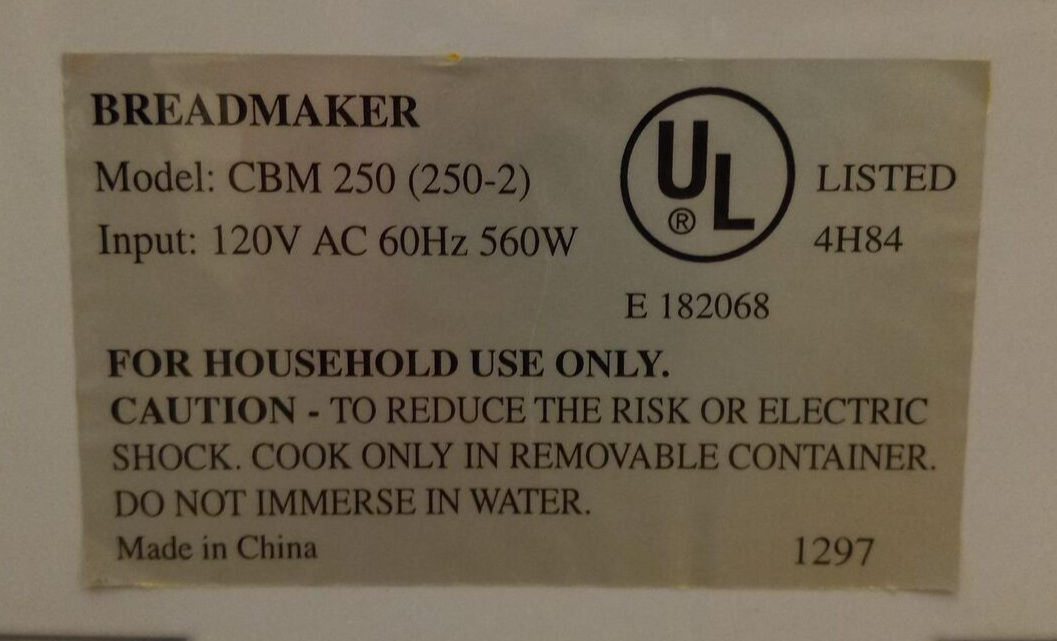 BREADMAKER
Model: CBM 250 (250-2)
Input: 120V AC 60Hz 560W
UL ®
LISTED
4H84
E 182068
FOR HOUSEHOLD USE ONLY.
CAUTION - TO REDUCE THE RISK OR ELECTRIC
SHOCK. COOK ONLY IN REMOVABLE CONTAINER.
DO NOT IMMERSE IN WATER.
Made in China
1297